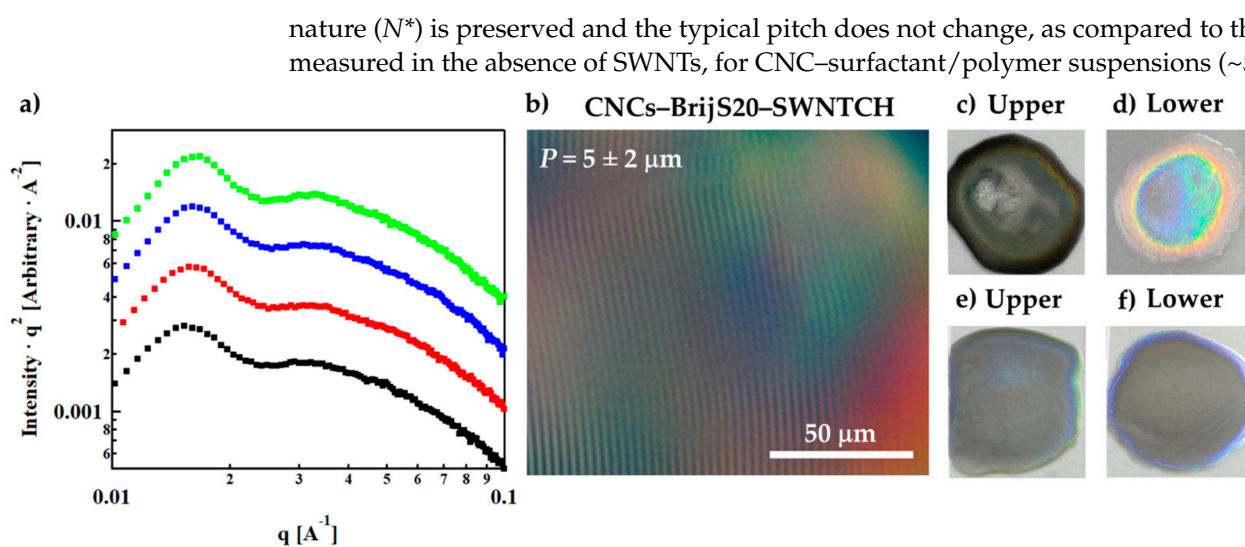 nature (N*) is preserved and the typical pitch does not change, as compared to
measured in the absence of SWNTs, for CNC–surfactant/polymer suspensions
a)
b) CNCs–BrijS20–SWNTCH
c) Upper
d) Lower
P = 5 ± 2 μm
50 μm
e) Upper
f) Lower
Intensity · q² [Arbitrary · A⁻²]
2
0.01
8
6
4
2
0.001
8
6
0.01
2
3
4
5
6
7
8
9
0.1
q [A⁻¹]